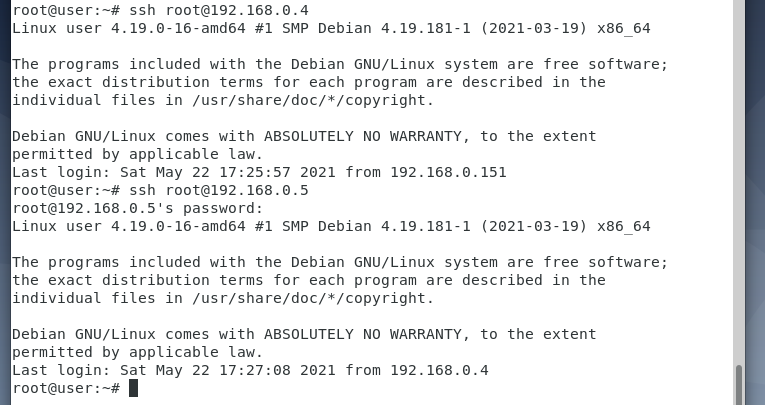 root@user:~# ssh root@192.168.0.4
Linux user 4.19.0-16-amd64 #1 SMP Debian 4.19.181-1 (2021-03-19) x86_64
The programs included with the Debian GNU/Linux system are free software;
the exact distribution terms for each program are described in the
individual files in /usr/share/doc/*/copyright.
Debian GNU/Linux comes with ABSOLUTELY NO WARRANTY, to the extent
permitted by applicable law.
Last login: Sat May 22 17:25:57 2021 from 192.168.0.151
root@user:~# ssh root@192.168.0.5
root@192.168.0.5's password:
Linux user 4.19.0-16-amd64 #1 SMP Debian 4.19.181-1 (2021-03-19) x86_64
The programs included with the Debian GNU/Linux system are free software;
the exact distribution terms for each program are described in the
individual files in /usr/share/doc/*/copyright.
Debian GNU/Linux comes with ABSOLUTELY NO WARRANTY, to the extent
permitted by applicable law.
Last login: Sat May 22 17:27:08 2021 from 192.168.0.4
root@user:~#